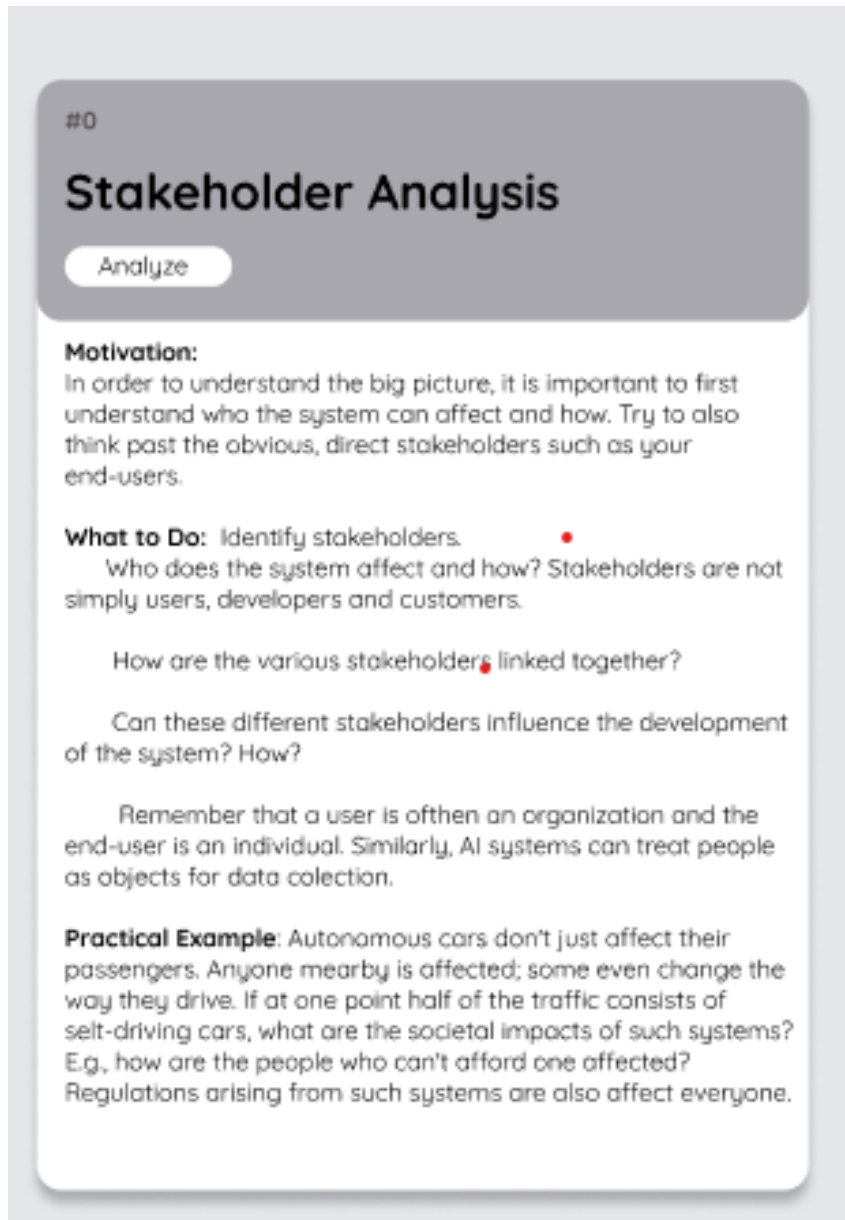 #0
Stakeholder Analysis
Analyze
Motivation:
In order to understand the big picture, it is important to first
understand who the system can affect and how. Try to also
think past the obvious, direct stakeholders such as your
end-users.
What to Do: Identify stakeholders.
Who does the system affect and how? Stakeholders are not
simply users, developers and customers.
How are the various stakeholders linked together?
Can these different stakeholders influence the development
of the system? How?
Remember that a user is ofthen an organization and the
end-user is an individual. Similarly, AI systems can treat people
as objects for data colection.
Practical Example: Autonomous cars don't just affect their
passengers. Anyone mearby is affected; some even change the
way they drive. If at one point half of the traffic consists of
selt-driving cars, what are the societal impacts of such systems?
E.g., how are the people who can't afford one affected?
Regulations arising from such systems are also affect everyone.